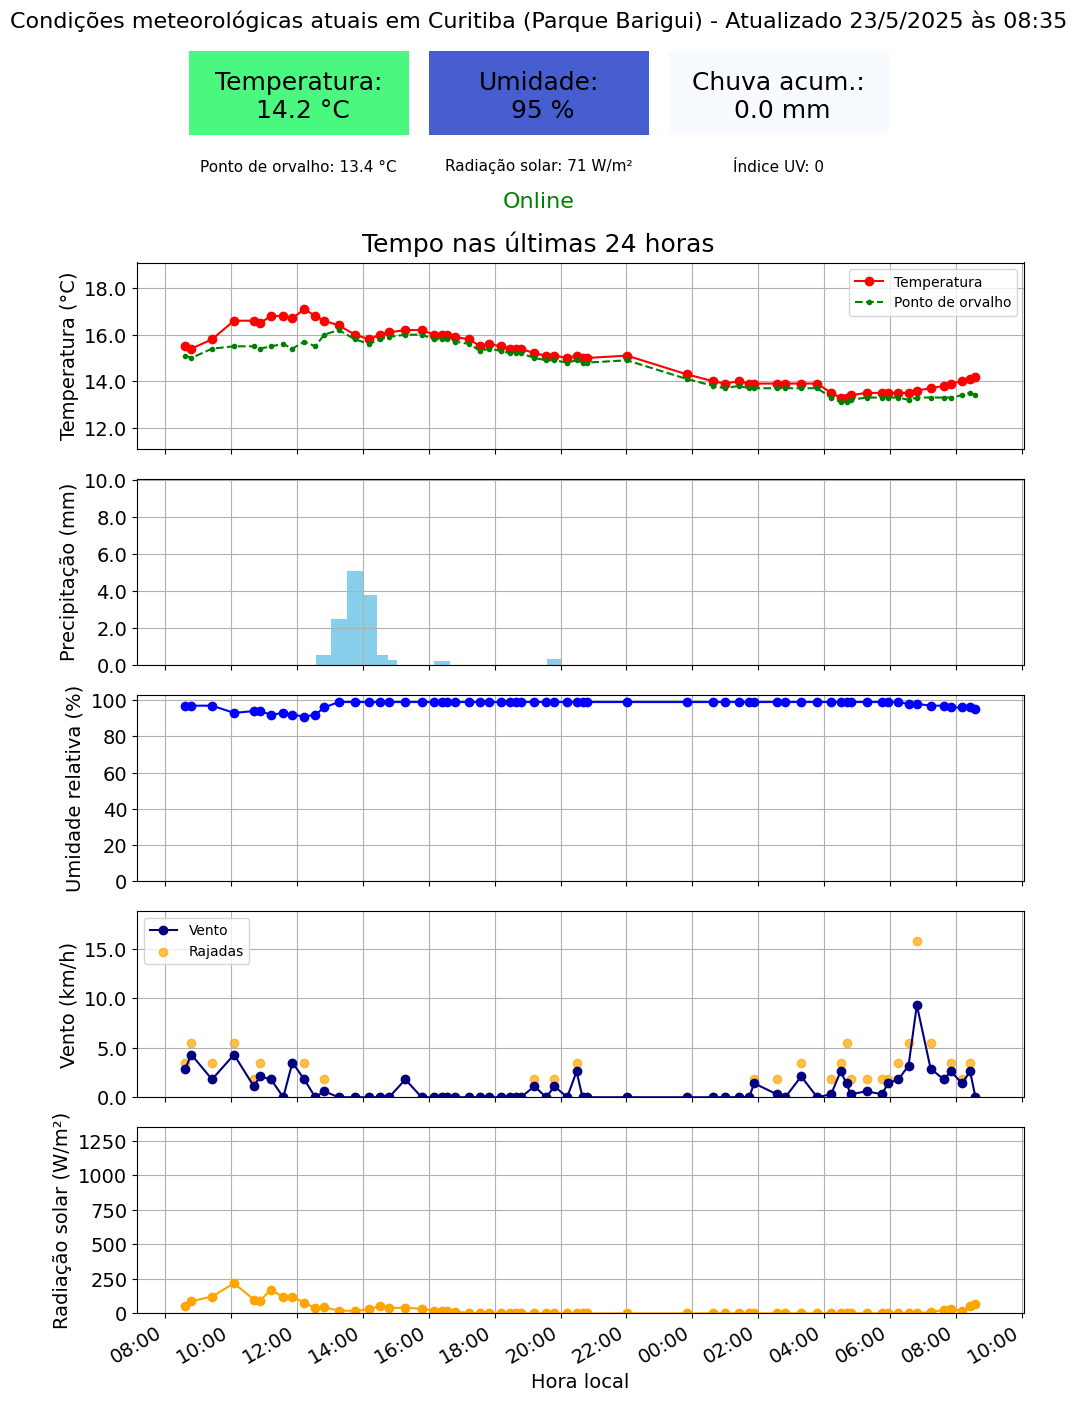 Condições meteorológicas atuais em Curitiba (Parque Barigui) - Atualizado 23/5/2025 às 08:35
Temperatura:
14.2 °C
Umidade:
95 %
Chuva acum.:
0.0 mm
Ponto de orvalho: 13.4 °C
Radiação solar: 71 W/m²
Índice UV: 0
Online
Tempo nas últimas 24 horas
Temperatura (°C)
18.0
16.0
14.0
12.0
Temperatura
Ponto de orvalho
Precipitação (mm)
10.0
8.0
6.0
4.0
2.0
0.0
Umidade relativa (%)
100
80
60
40
20
0
Vento (km/h)
15.0
10.0
5.0
0.0
Vento
Rajadas
Radiação solar (W/m²)
1250
1000
750
500
250
0
08:00
10:00
12:00
14:00
16:00
18:00
20:00
22:00
00:00
02:00
04:00
06:00
08:00
10:00
Hora local